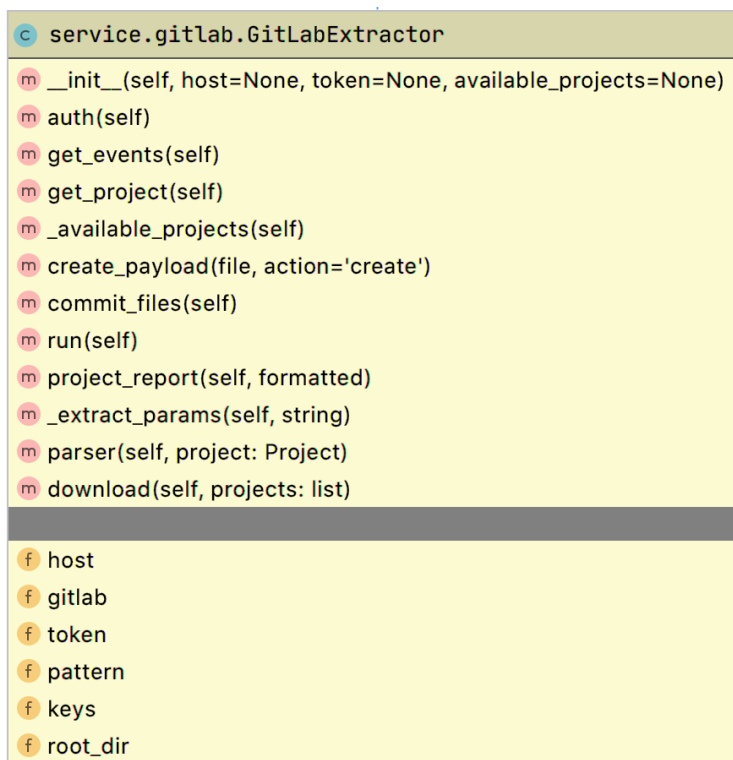 c service.gitlab.GitLabExtractor
m __init__(self, host=None, token=None, available_projects=None)
m auth(self)
m get_events(self)
m get_project(self)
m _available_projects(self)
m create_payload(file, action='create')
m commit_files(self)
m run(self)
m project_report(self, formatted)
m _extract_params(self, string)
m parser(self, project: Project)
m download(self, projects: list)
f host
f gitlab
f token
f pattern
f keys
f root_dir